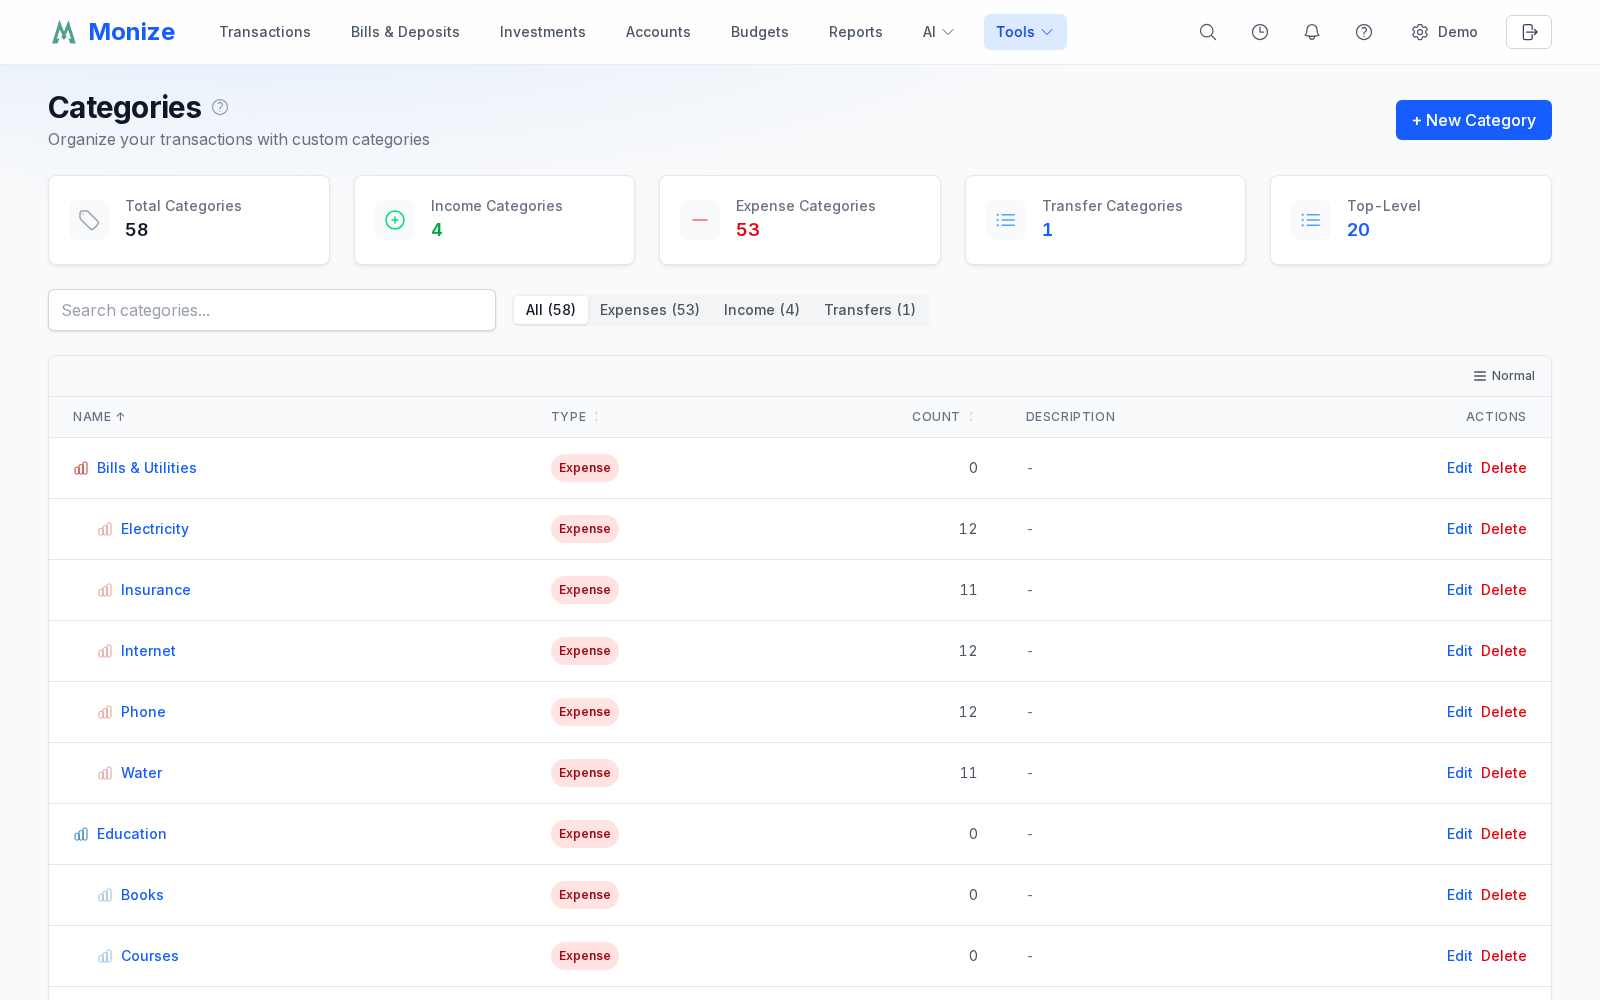 Monize
Transactions
Bills & Deposits
Investments
Accounts
Budgets
Reports
AI
Tools
Demo
Categories
Organize your transactions with custom categories
+ New Category
Total Categories
58
Income Categories
4
Expense Categories
53
Transfer Categories
1
Top-Level
20
Search categories...
All (58)
Expenses (53)
Income (4)
Transfers (1)
Normal
NAME ↑ TYPE COUNT DESCRIPTION ACTIONS
Bills & Utilities Expense 0 - Edit Delete
Electricity Expense 12 - Edit Delete
Insurance Expense 11 - Edit Delete
Internet Expense 12 - Edit Delete
Phone Expense 12 - Edit Delete
Water Expense 11 - Edit Delete
Education Expense 0 - Edit Delete
Books Expense 0 - Edit Delete
Courses Expense 0 - Edit Delete